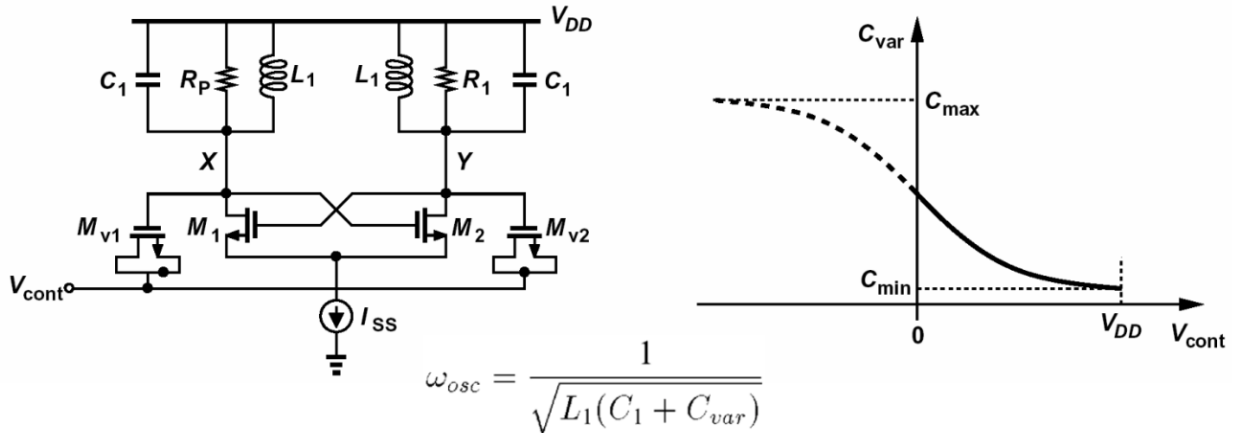 V_DD
C_1
R_P
L_1
L_1
R_1
C_1
X
Y
M_v1
M_1
M_2
M_v2
V_cont
I_SS
C_var
C_max
C_min
0
V_DD
V_cont
ω_osc = 1 / √(L_1(C_1 + C_var))